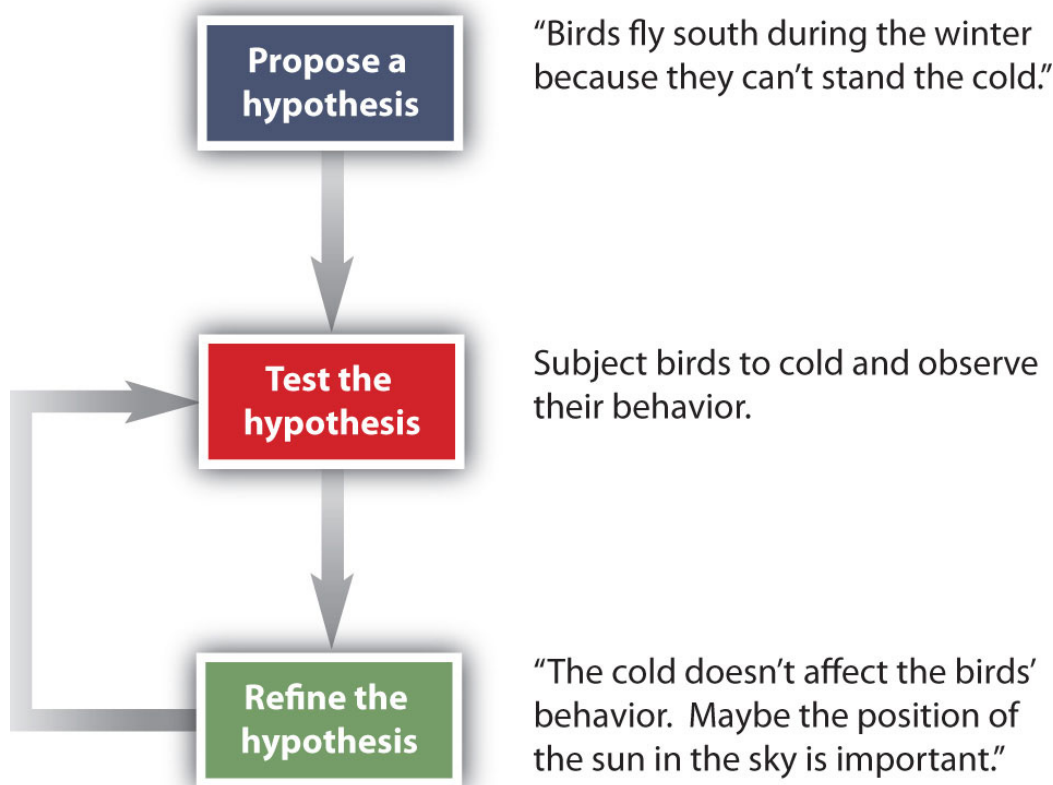 Propose a
hypothesis
“Birds fly south during the winter
because they can’t stand the cold.”
Test the
hypothesis
Subject birds to cold and observe
their behavior.
Refine the
hypothesis
“The cold doesn’t affect the birds’
behavior.  Maybe the position of
the sun in the sky is important.”